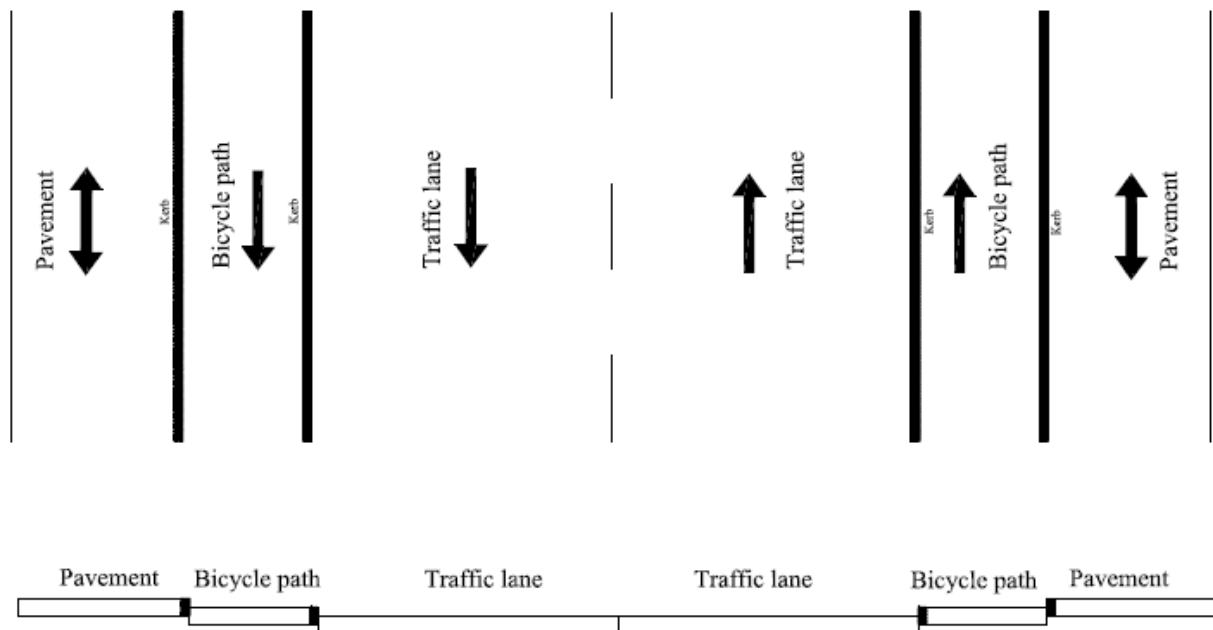 Pavement
Kerb
Bicycle path
Kerb
Traffic lane
Traffic lane
Kerb
Bicycle path
Kerb
Pavement
Pavement Bicycle path Traffic lane Traffic lane Bicycle path Pavement